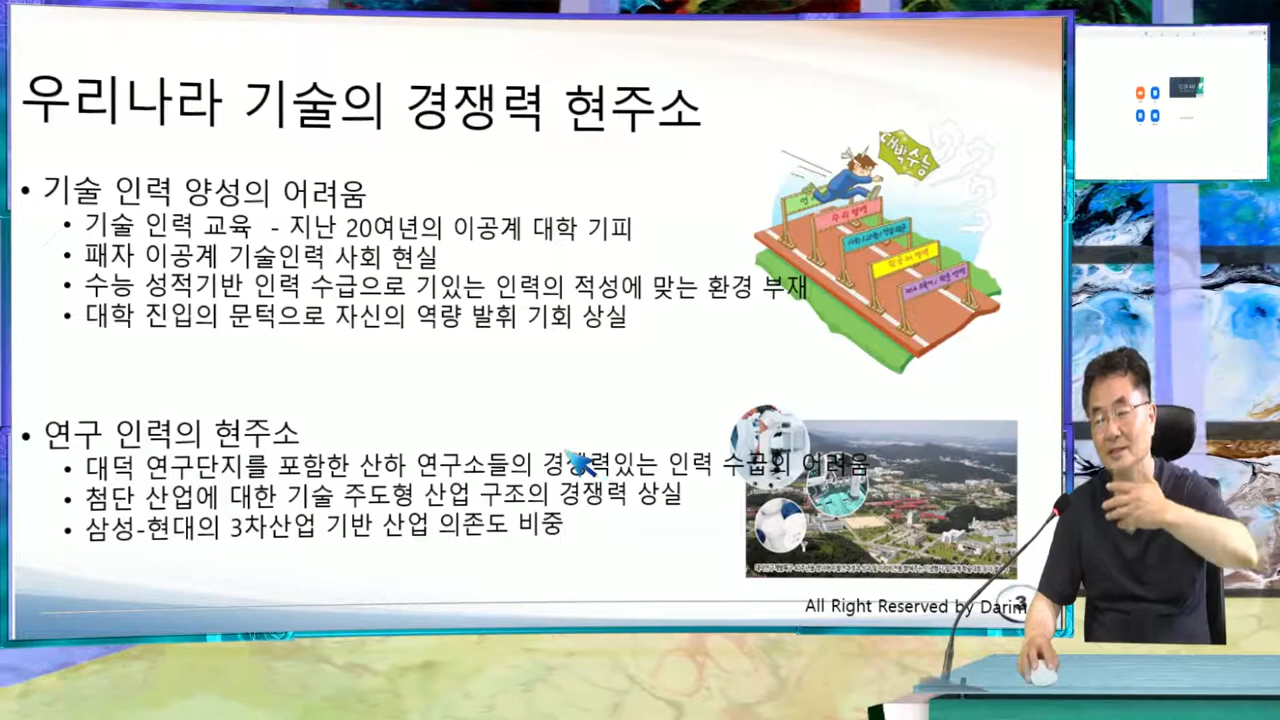 우리나라 기술의 경쟁력 현주소
• 기술 인력 양성의 어려움
• 기술 인력 교육 - 지난 20여년의 이공계 대학 기피
• 패자 이공계 기술인력 사회 현실
• 수능 성적기반 인력 수급으로 기있는 인력의 적성에 맞는 환경 부재
• 대학 진입의 문턱으로 자신의 역량 발휘 기회 상실
대박수능
수리영역
• 연구 인력의 현주소
• 대덕 연구단지를 포함한 산하 연구소들의 경쟁력있는 인력 수급의 어려움
• 첨단 산업에 대한 기술 주도형 산업 구조의 경쟁력 상실
• 삼성-현대의 3차산업 기반 산업 의존도 비중
All Right Reserved by Darim
3